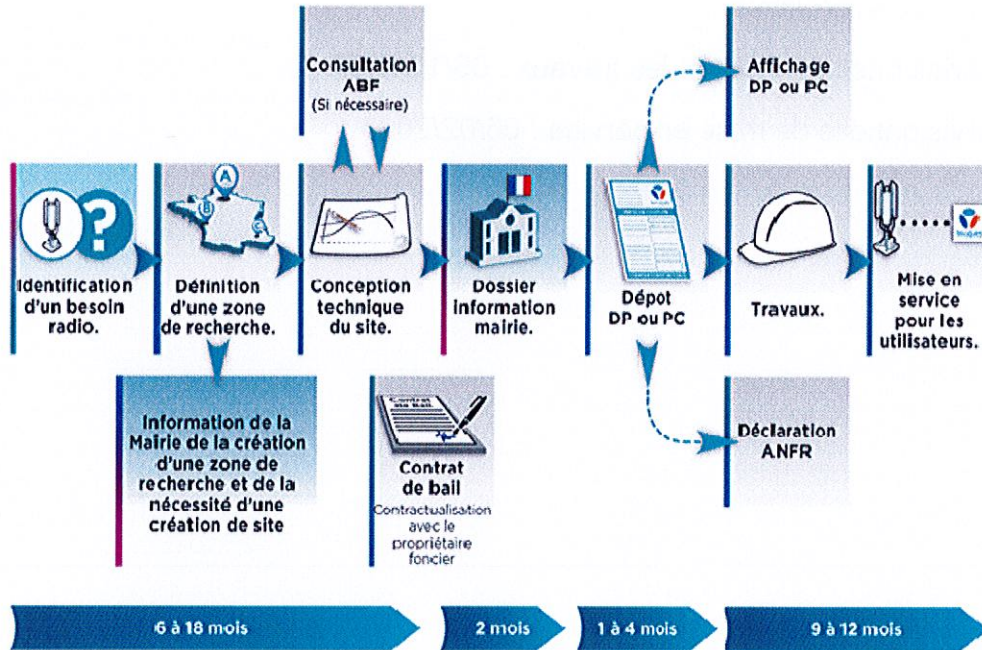 Consultation
ABF
(Si nécessaire)
Affichage
DP ou PC
A
B
C
Identification
d'un besoin
radio.
Définition
d'une zone
de recherche.
Conception
technique
du site.
Dossier
information
mairie.
Dépot
DP ou PC
Travaux.
Mise en
service
pour les
utilisateurs.
Information de la
Mairie de la création
d'une zone de
recherche et de la
nécessité d'une
création de site
Contrat
de Bail
Contrat
de bail
Contractualisation
avec le
propriétaire
foncier
Déclaration
ANFR
6 à 18 mois
2 mois
1 à 4 mois
9 à 12 mois